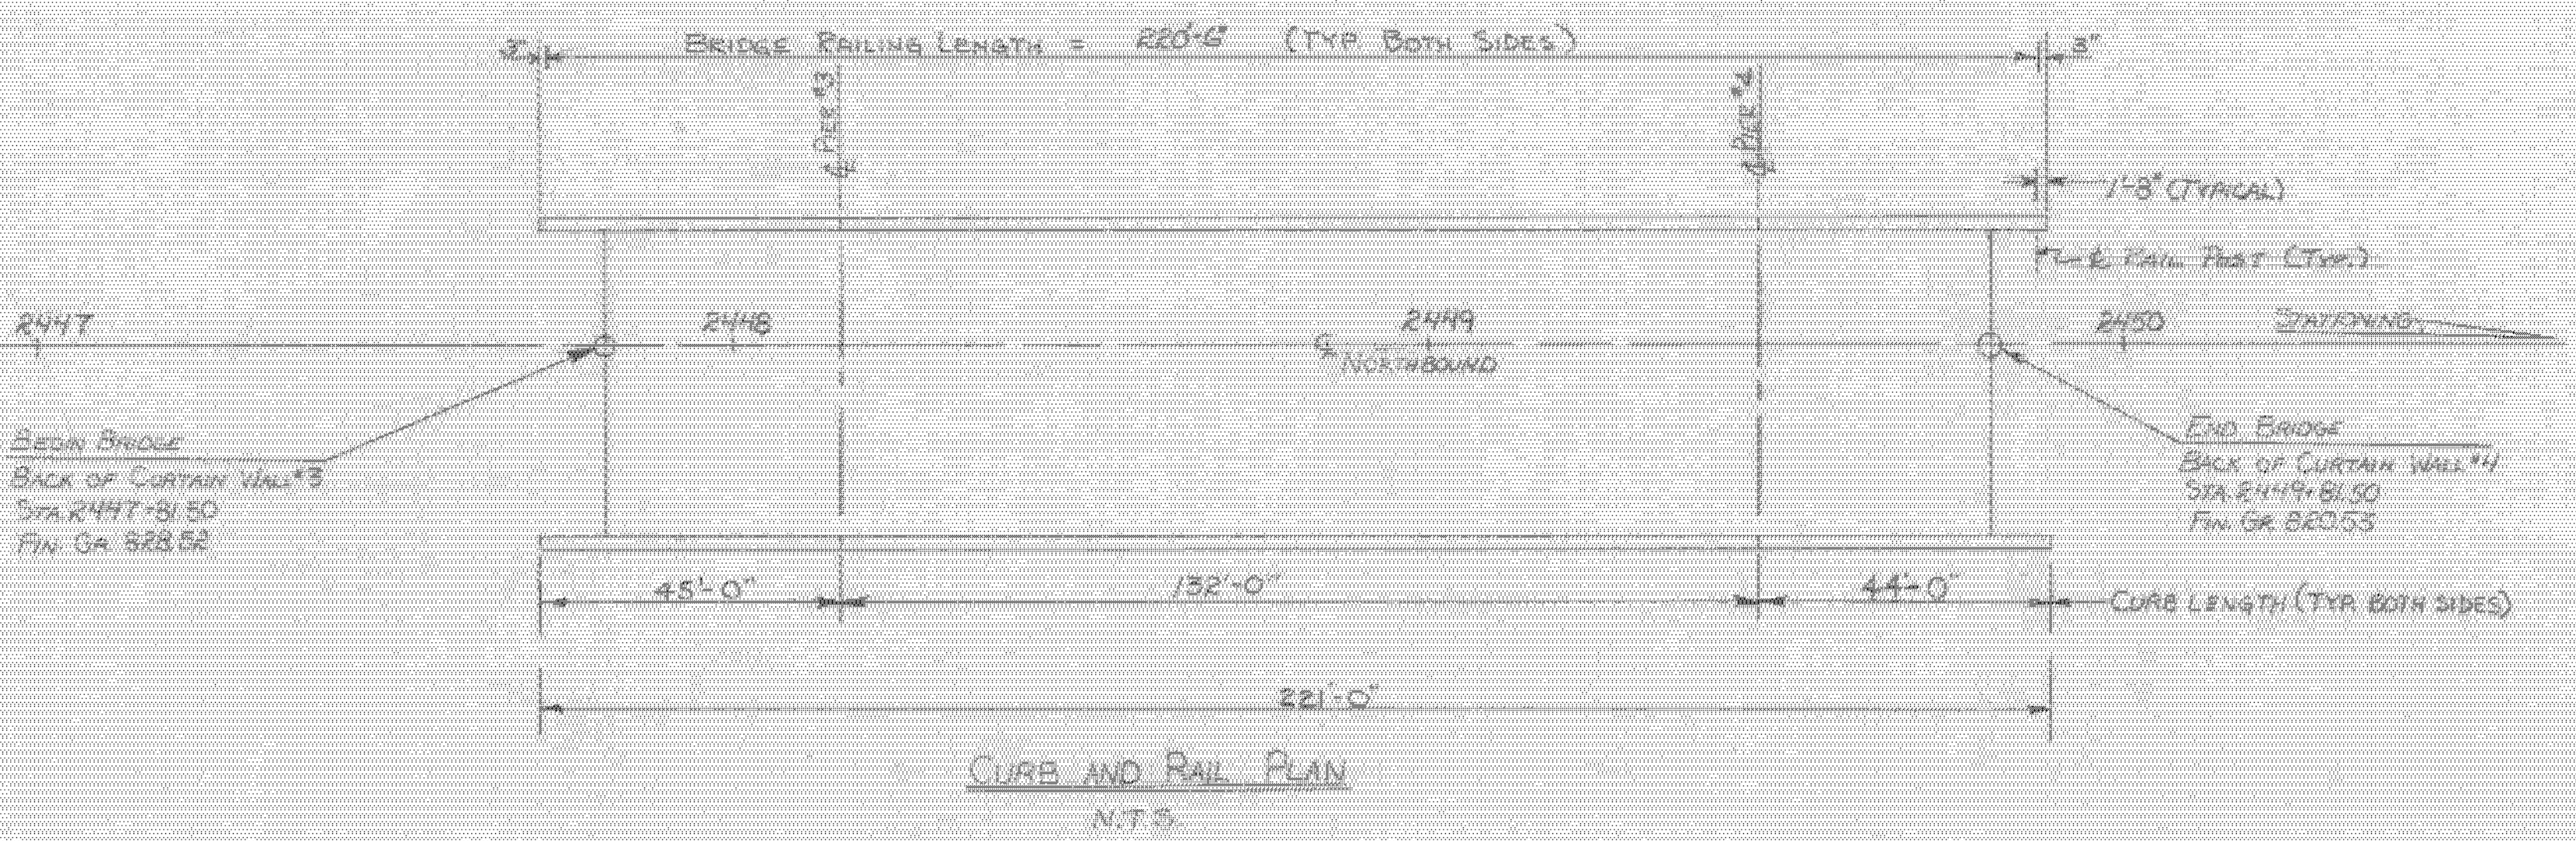 BRIDGE RAILING LENGTH = 220'-6" (TYP. BOTH SIDES)
3" 3"
PIER #3
PIER #4
1'-3" (TYPICAL)
℄ RAIL POST (TYP.)
2447 2448 2449 2450 STATIONING
℄ NORTHBOUND
BEGIN BRIDGE
BACK OF CURTAIN WALL #3
STA. 2447+81.50
FIN. GR. 828.52
END BRIDGE
BACK OF CURTAIN WALL #4
STA. 2449+81.50
FIN. GR. 820.53
45'-0" 132'-0" 44'-0" CURB LENGTH (TYP. BOTH SIDES)
221'-0"
CURB AND RAIL PLAN
N.T.S.